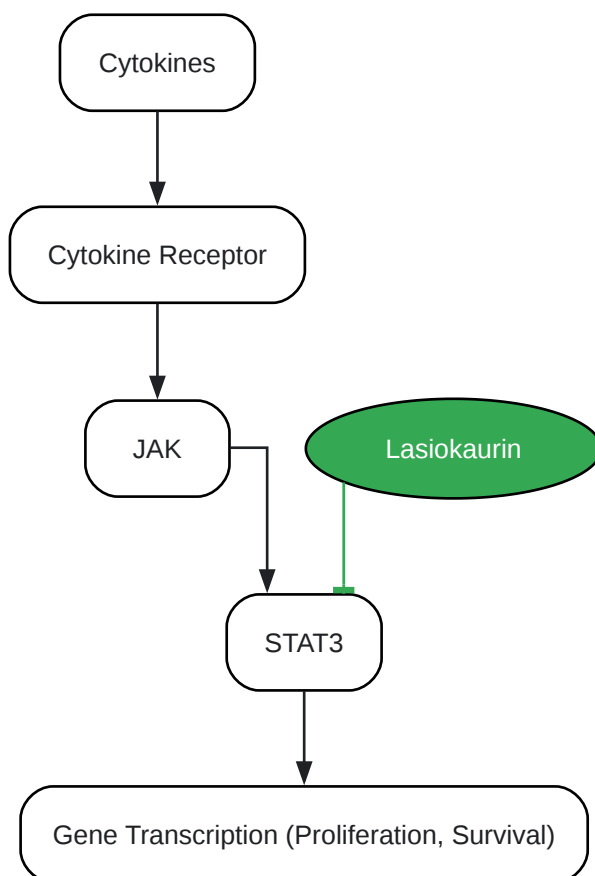 Cytokines
Cytokine Receptor
JAK
Lasiokaurin
STAT3
Gene Transcription (Proliferation, Survival)